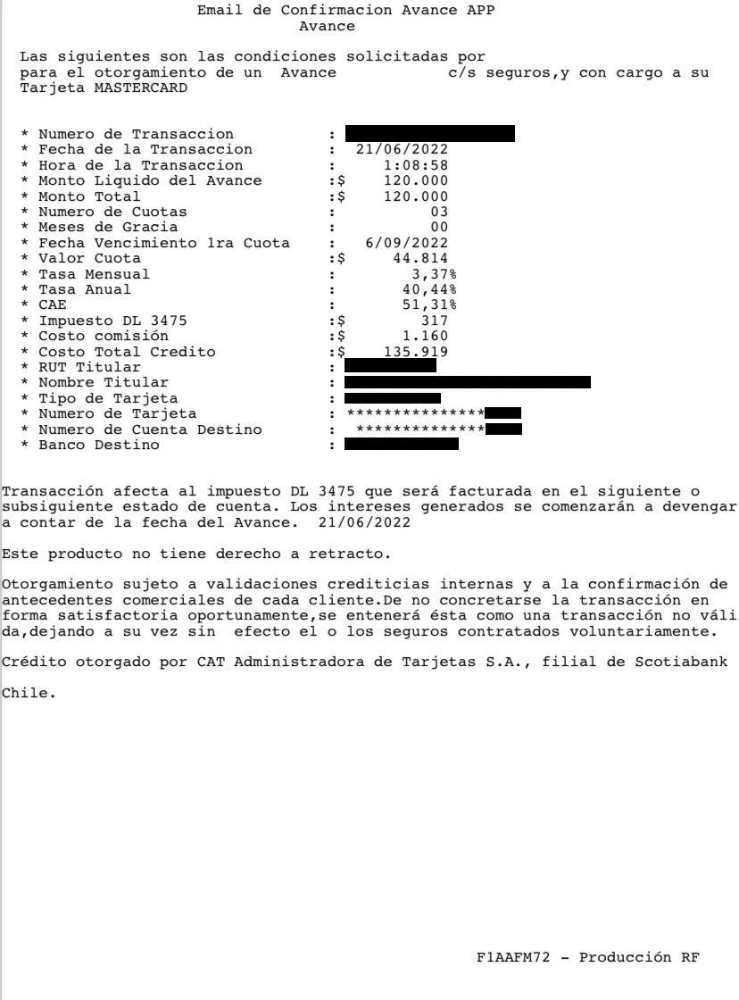 Email de Confirmacion Avance APP
Avance
Las siguientes son las condiciones solicitadas por
para el otorgamiento de un Avance c/s seguros,y con cargo a su
Tarjeta MASTERCARD
* Numero de Transaccion :
* Fecha de la Transaccion : 21/06/2022
* Hora de la Transaccion : 1:08:58
* Monto Liquido del Avance :$ 120.000
* Monto Total :$ 120.000
* Numero de Cuotas : 03
* Meses de Gracia : 00
* Fecha Vencimiento 1ra Cuota : 6/09/2022
* Valor Cuota :$ 44.814
* Tasa Mensual : 3,37%
* Tasa Anual : 40,44%
* CAE : 51,31%
* Impuesto DL 3475 :$ 317
* Costo comisión :$ 1.160
* Costo Total Credito :$ 135.919
* RUT Titular :
* Nombre Titular :
* Tipo de Tarjeta :
* Numero de Tarjeta : ***************
* Numero de Cuenta Destino : **************
* Banco Destino :
Transacción afecta al impuesto DL 3475 que será facturada en el siguiente o
subsiguiente estado de cuenta. Los intereses generados se comenzarán a devengar
a contar de la fecha del Avance. 21/06/2022
Este producto no tiene derecho a retracto.
Otorgamiento sujeto a validaciones crediticias internas y a la confirmación de
antecedentes comerciales de cada cliente.De no concretarse la transacción en
forma satisfactoria oportunamente,se entenerá ésta como una transacción no váli
da,dejando a su vez sin efecto el o los seguros contratados voluntariamente.
Crédito otorgado por CAT Administradora de Tarjetas S.A., filial de Scotiabank
Chile.
F1AAFM72 - Producción RF